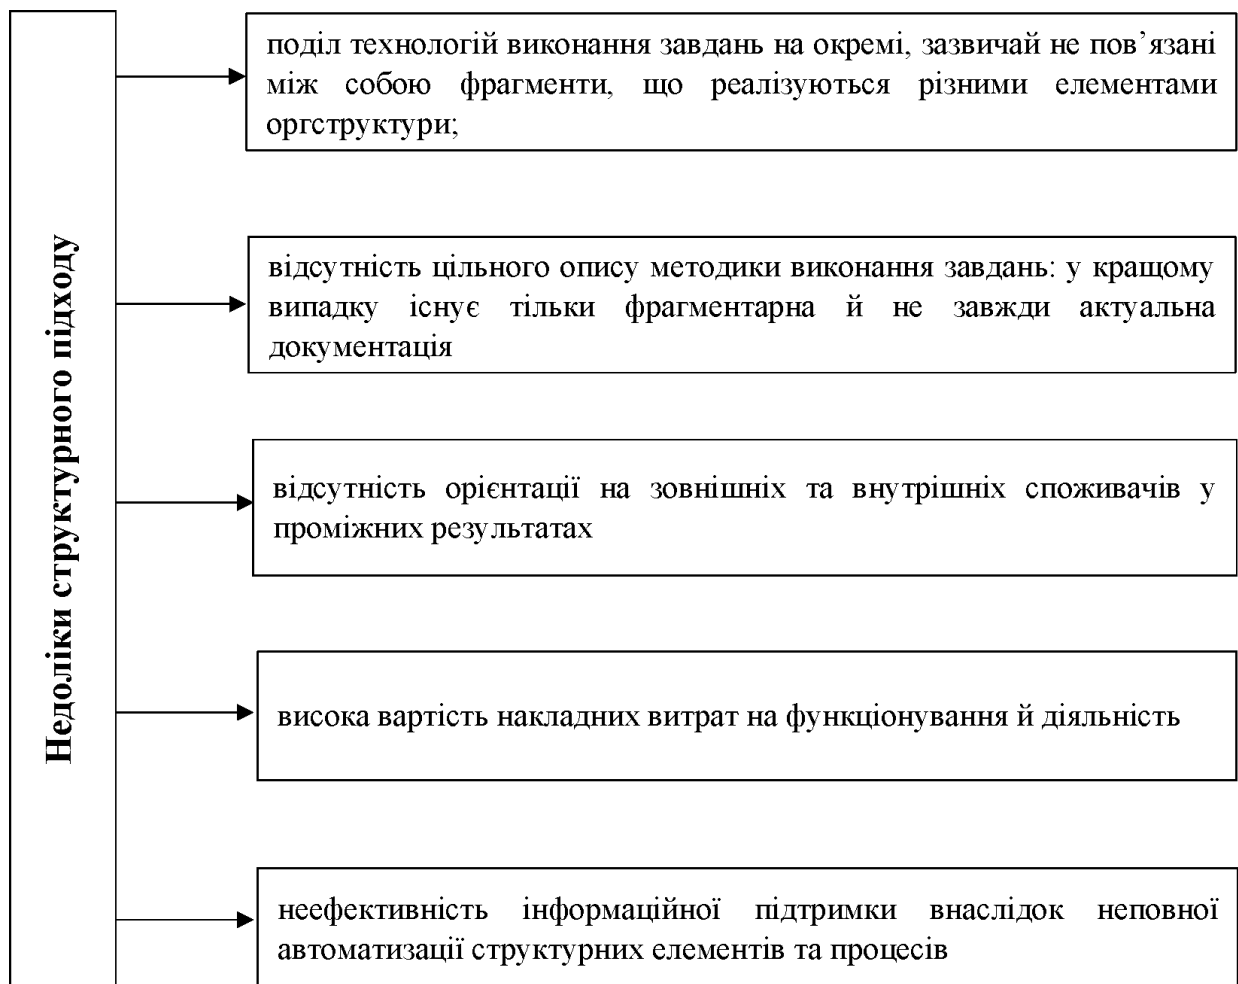 Недоліки структурного підходу
поділ технологій виконання завдань на окремі, зазвичай не пов’язані
між собою фрагменти, що реалізуються різними елементами
оргструктури;
відсутність цільного опису методики виконання завдань: у кращому
випадку існує тільки фрагментарна й не завжди актуальна
документація
відсутність орієнтації на зовнішніх та внутрішніх споживачів у
проміжних результатах
висока вартість накладних витрат на функціонування й діяльність
неефективність інформаційної підтримки внаслідок неповної
автоматизації структурних елементів та процесів